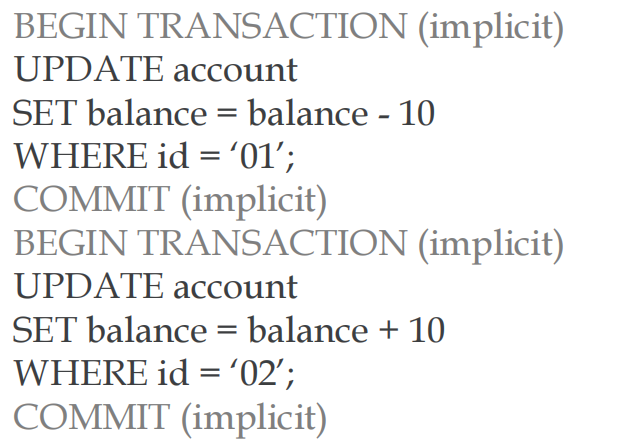 BEGIN TRANSACTION (implicit)
UPDATE account
SET balance = balance - 10
WHERE id = ‘01’;
COMMIT (implicit)
BEGIN TRANSACTION (implicit)
UPDATE account
SET balance = balance + 10
WHERE id = ‘02’;
COMMIT (implicit)